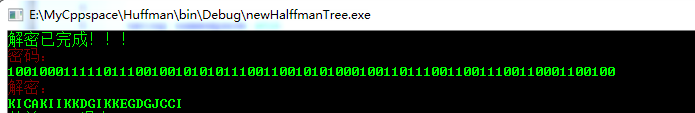 E:\MyCppspace\Huffman\bin\Debug\newHalffmanTree.exe
解密已完成！！！
密码：
1001000111110111001001010101110011001010100010011011100110011100110001100100
解密：
KICAKIIKKDGIKKEGDGJCCI